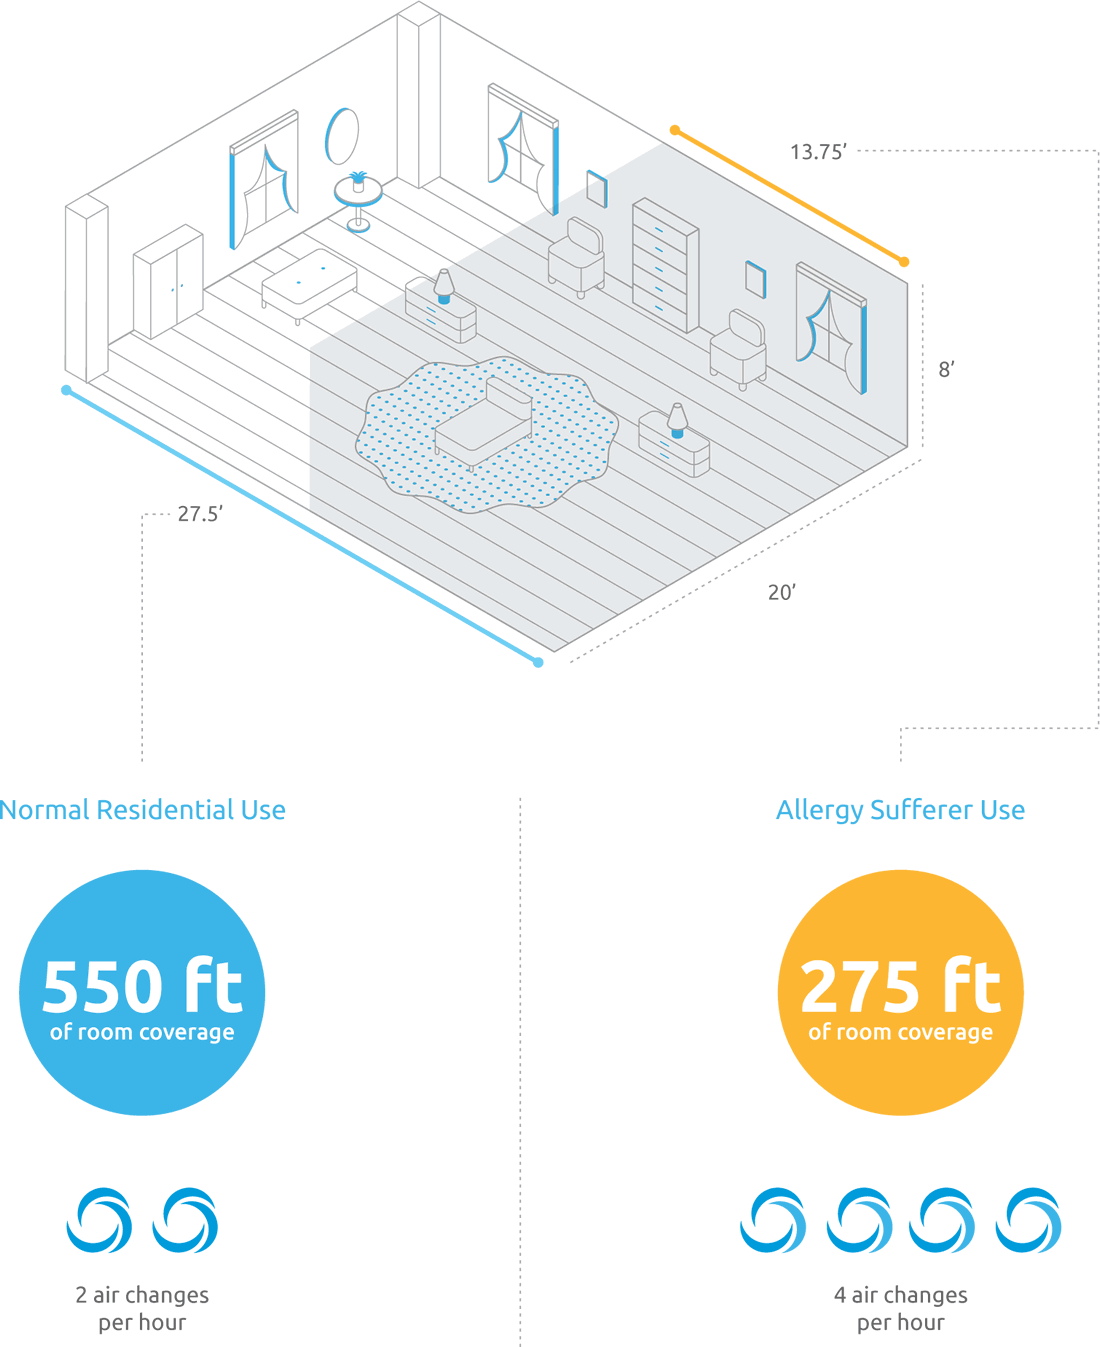 13.75’
8’
27.5’
20’
Normal Residential Use
550 ft
of room coverage
2 air changes
per hour
Allergy Sufferer Use
275 ft
of room coverage
4 air changes
per hour